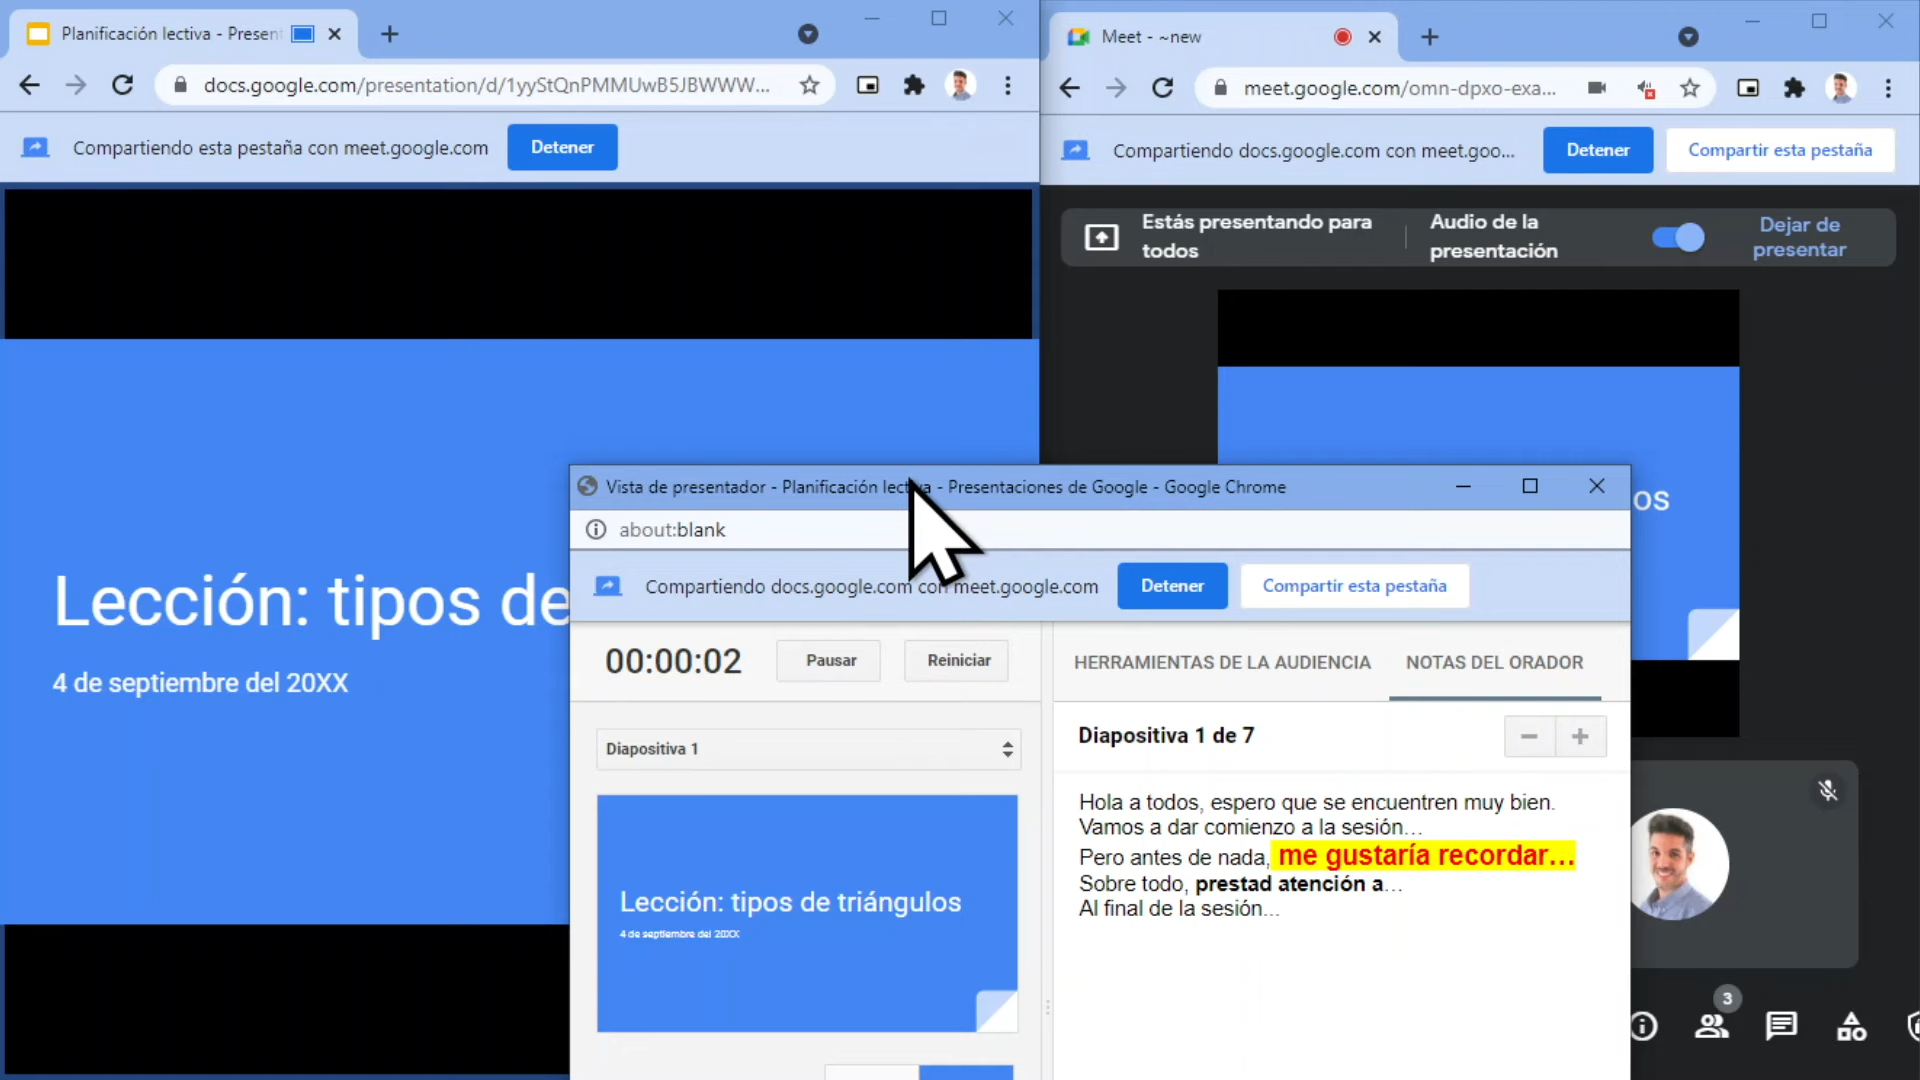 Planificación lectiva - Present
docs.google.com/presentation/d/1yyStQnPMMUwB5JBWWW...
Compartiendo esta pestaña con meet.google.com
Detener
Lección: tipos de
4 de septiembre del 20XX
Meet - ~new
meet.google.com/omn-dpxo-exa...
Compartiendo docs.google.com con meet.goo...
Detener
Compartir esta pestaña
Estás presentando para
todos
Audio de la
presentación
Dejar de
presentar
os
Vista de presentador - Planificación lectiva - Presentaciones de Google - Google Chrome
about:blank
Compartiendo docs.google.com con meet.google.com
Detener
Compartir esta pestaña
00:00:02
Pausar
Reiniciar
HERRAMIENTAS DE LA AUDIENCIA
NOTAS DEL ORADOR
Diapositiva 1
Lección: tipos de triángulos
4 de septiembre del 20XX
Diapositiva 1 de 7
Hola a todos, espero que se encuentren muy bien.
Vamos a dar comienzo a la sesión...
Pero antes de nada, me gustaría recordar...
Sobre todo, prestad atención a...
Al final de la sesión...
3